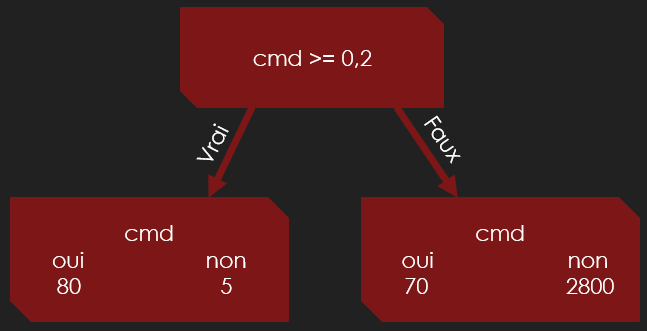 cmd >= 0,2
Vrai
Faux
cmd
oui non
80 5
cmd
oui non
70 2800